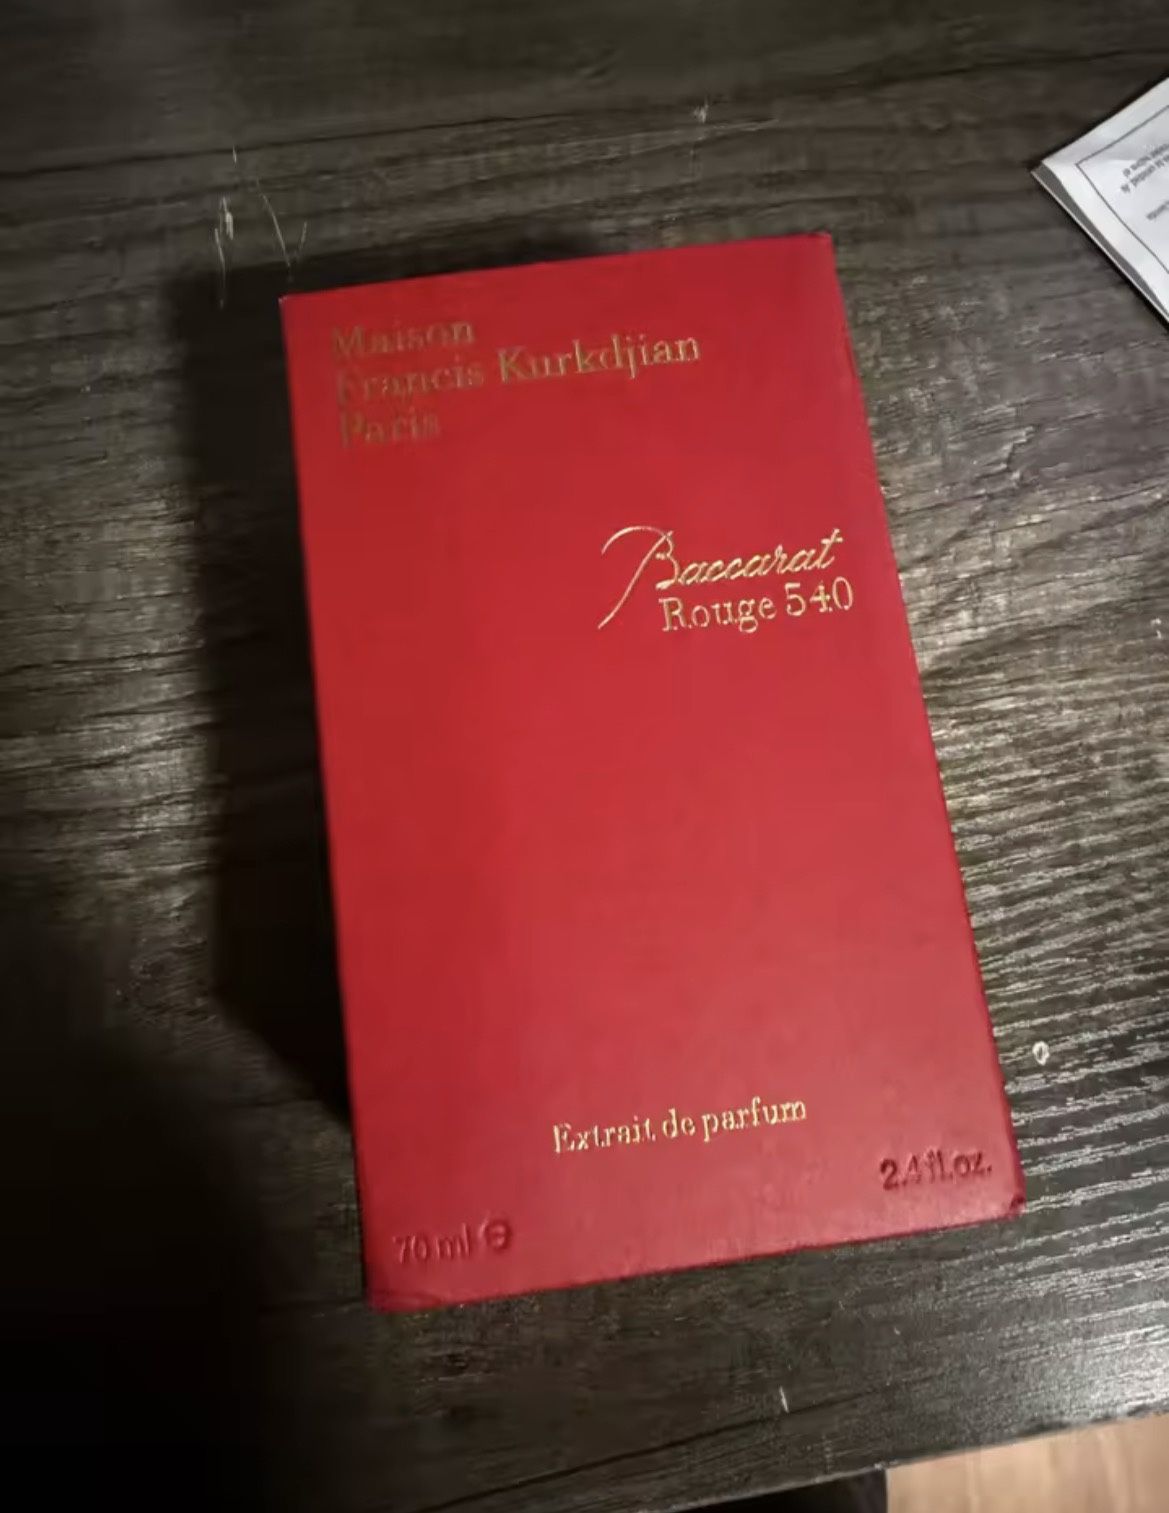 Maison
Francis Kurkdjian
Paris
Baccarat
Rouge 540
Extrait de parfum
2.4 fl.oz.
70 ml ℮